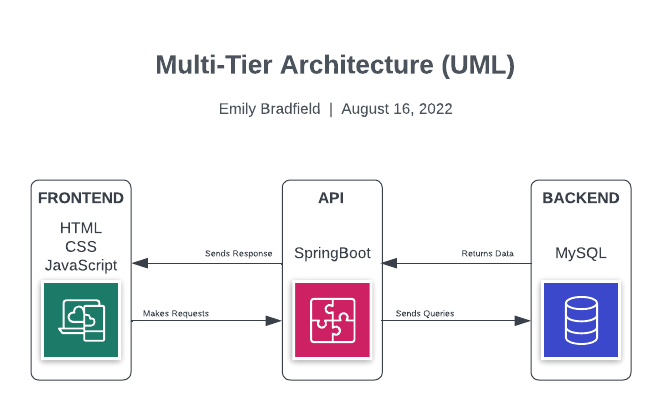 Multi-Tier Architecture (UML)
Emily Bradfield | August 16, 2022
FRONTEND
HTML
CSS
JavaScript
Sends Response
Makes Requests
API
SpringBoot
Returns Data
Sends Queries
BACKEND
MySQL